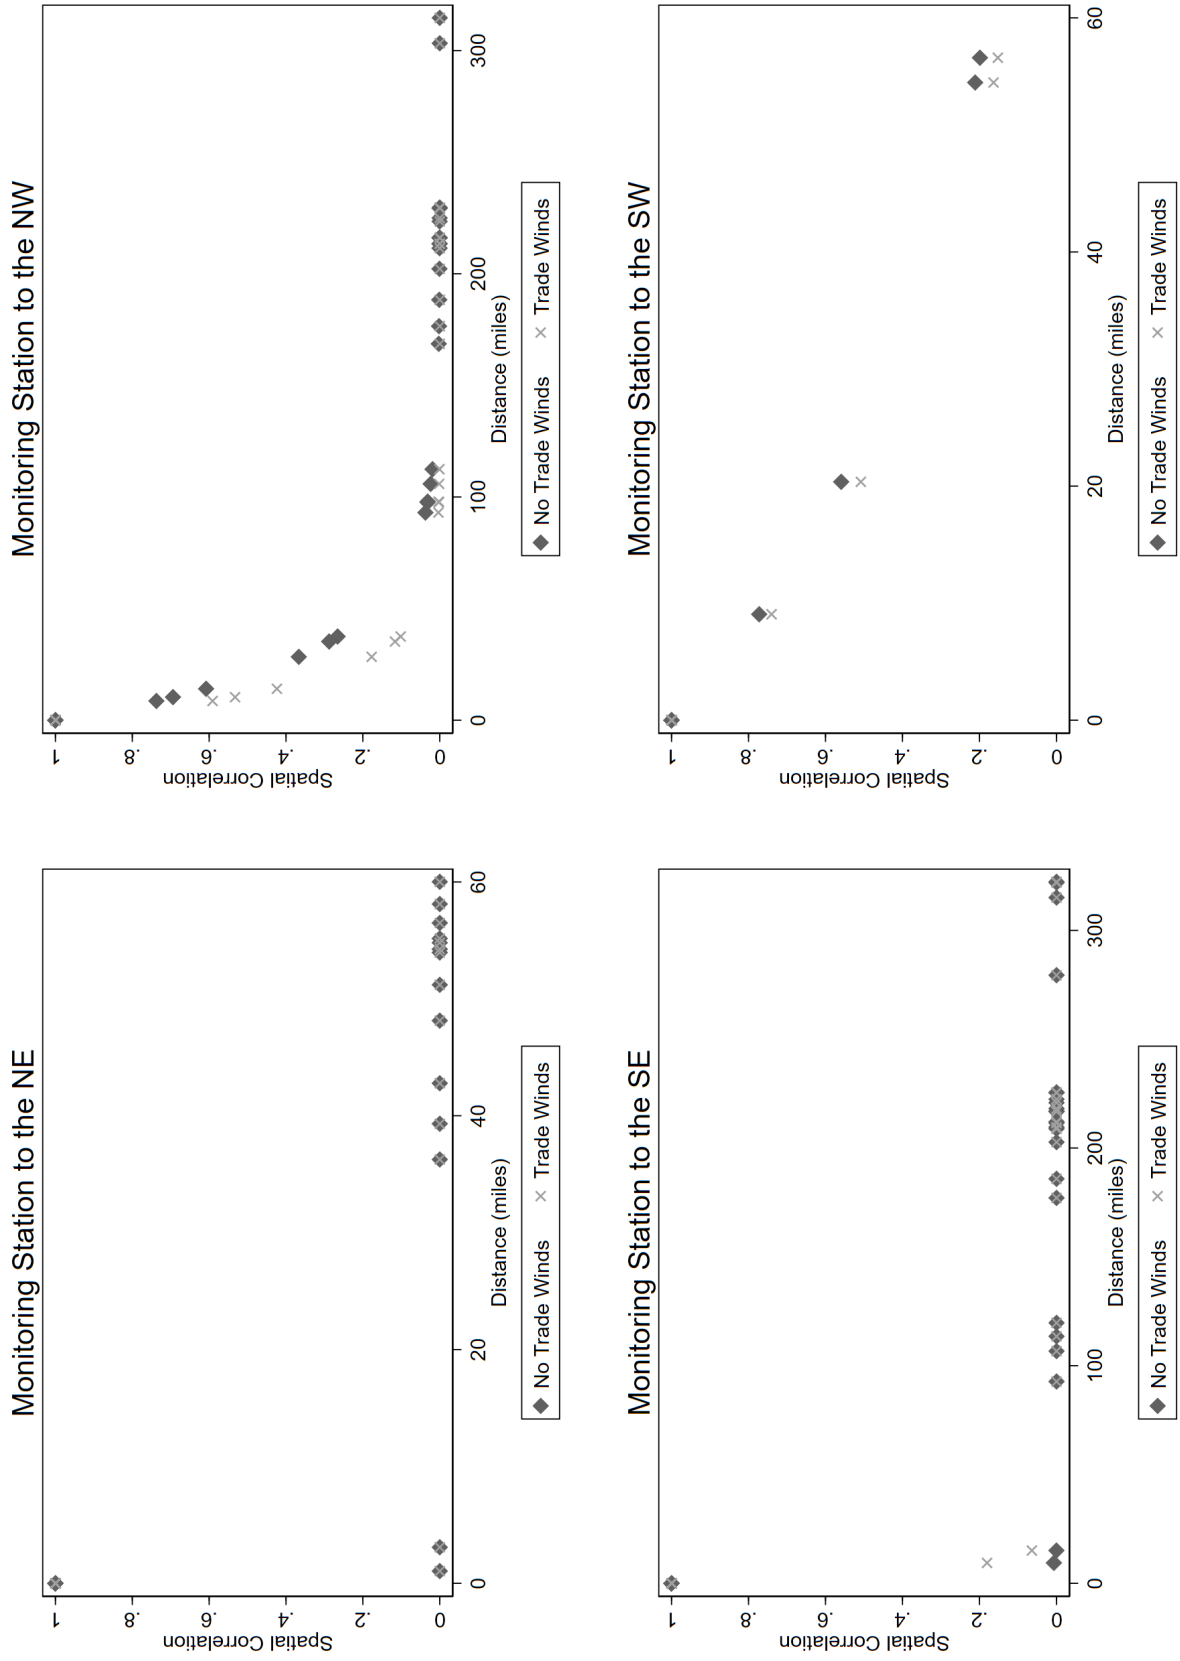 Monitoring Station to the NE
Spatial Correlation
1
.8
.6
.4
.2
0
0
20
40
60
Distance (miles)
No Trade Winds
Trade Winds
Monitoring Station to the NW
Spatial Correlation
1
.8
.6
.4
.2
0
0
100
200
300
Distance (miles)
No Trade Winds
Trade Winds
Monitoring Station to the SE
Spatial Correlation
1
.8
.6
.4
.2
0
0
100
200
300
Distance (miles)
No Trade Winds
Trade Winds
Monitoring Station to the SW
Spatial Correlation
1
.8
.6
.4
.2
0
0
20
40
60
Distance (miles)
No Trade Winds
Trade Winds